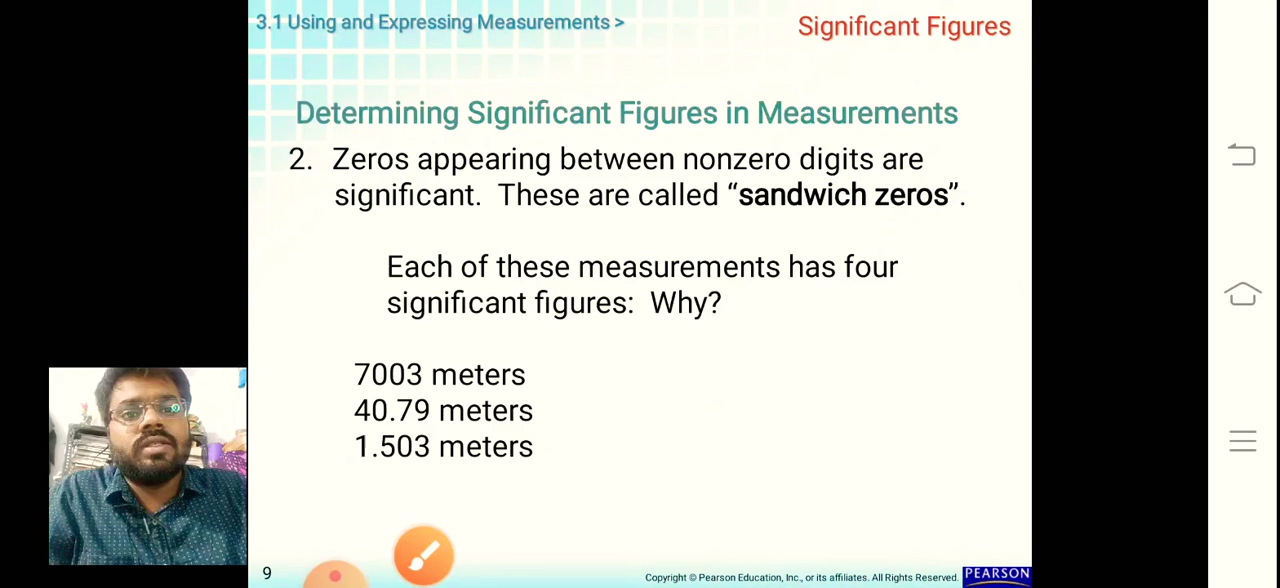 3.1 Using and Expressing Measurements >
Significant Figures
Determining Significant Figures in Measurements
2. Zeros appearing between nonzero digits are
significant. These are called “sandwich zeros”.
Each of these measurements has four
significant figures: Why?
7003 meters
40.79 meters
1.503 meters
9
Copyright © Pearson Education, Inc., or its affiliates. All Rights Reserved.
PEARSON